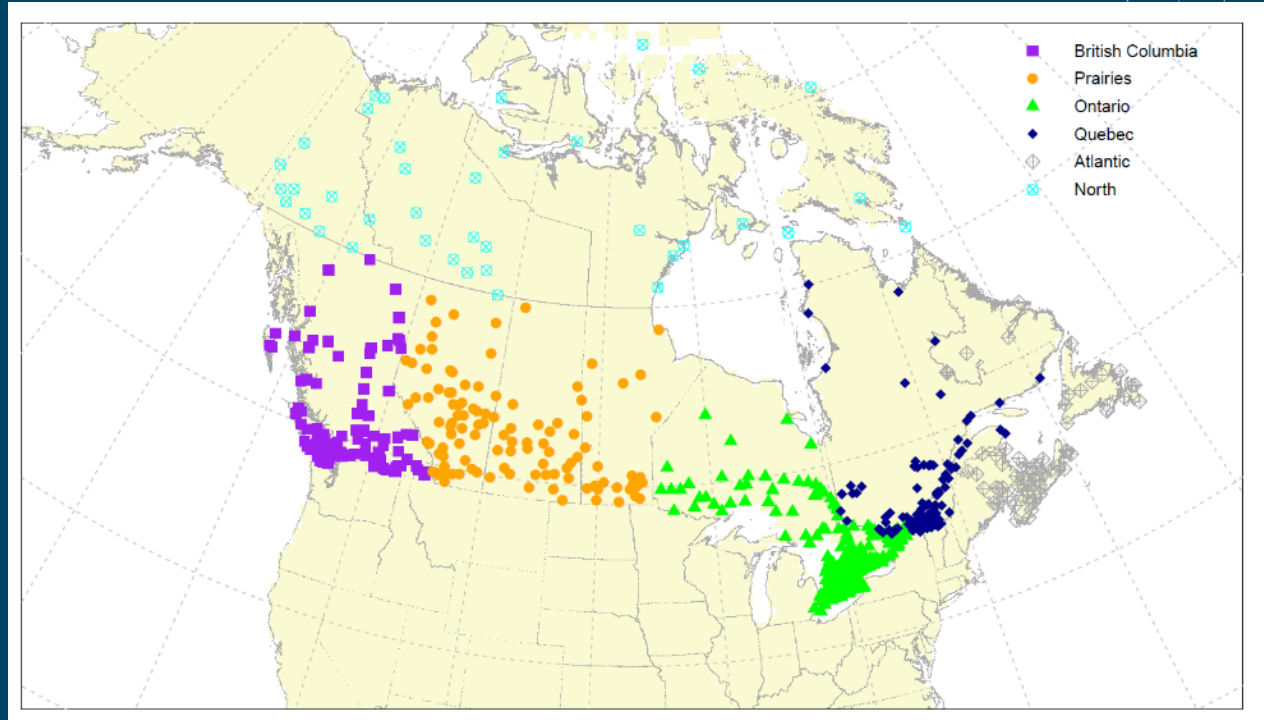 British Columbia
Prairies
Ontario
Quebec
Atlantic
North